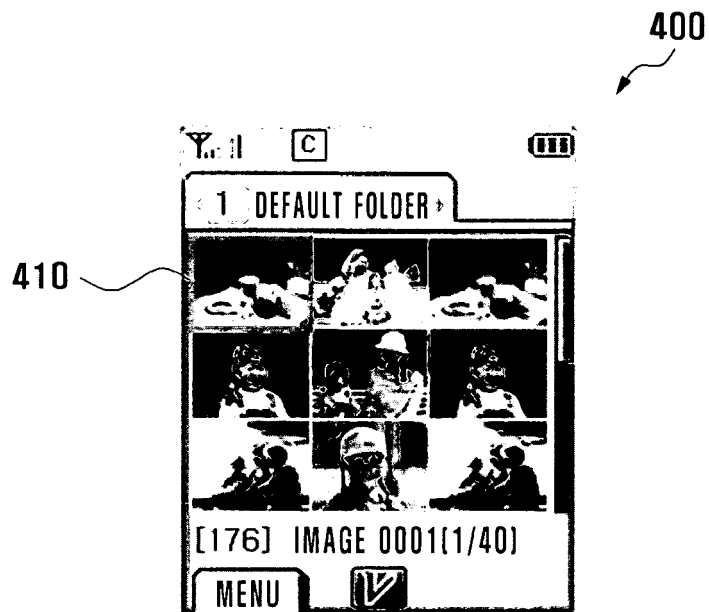 400
C
1 DEFAULT FOLDER
410
[176] IMAGE 0001(1/40)
MENU